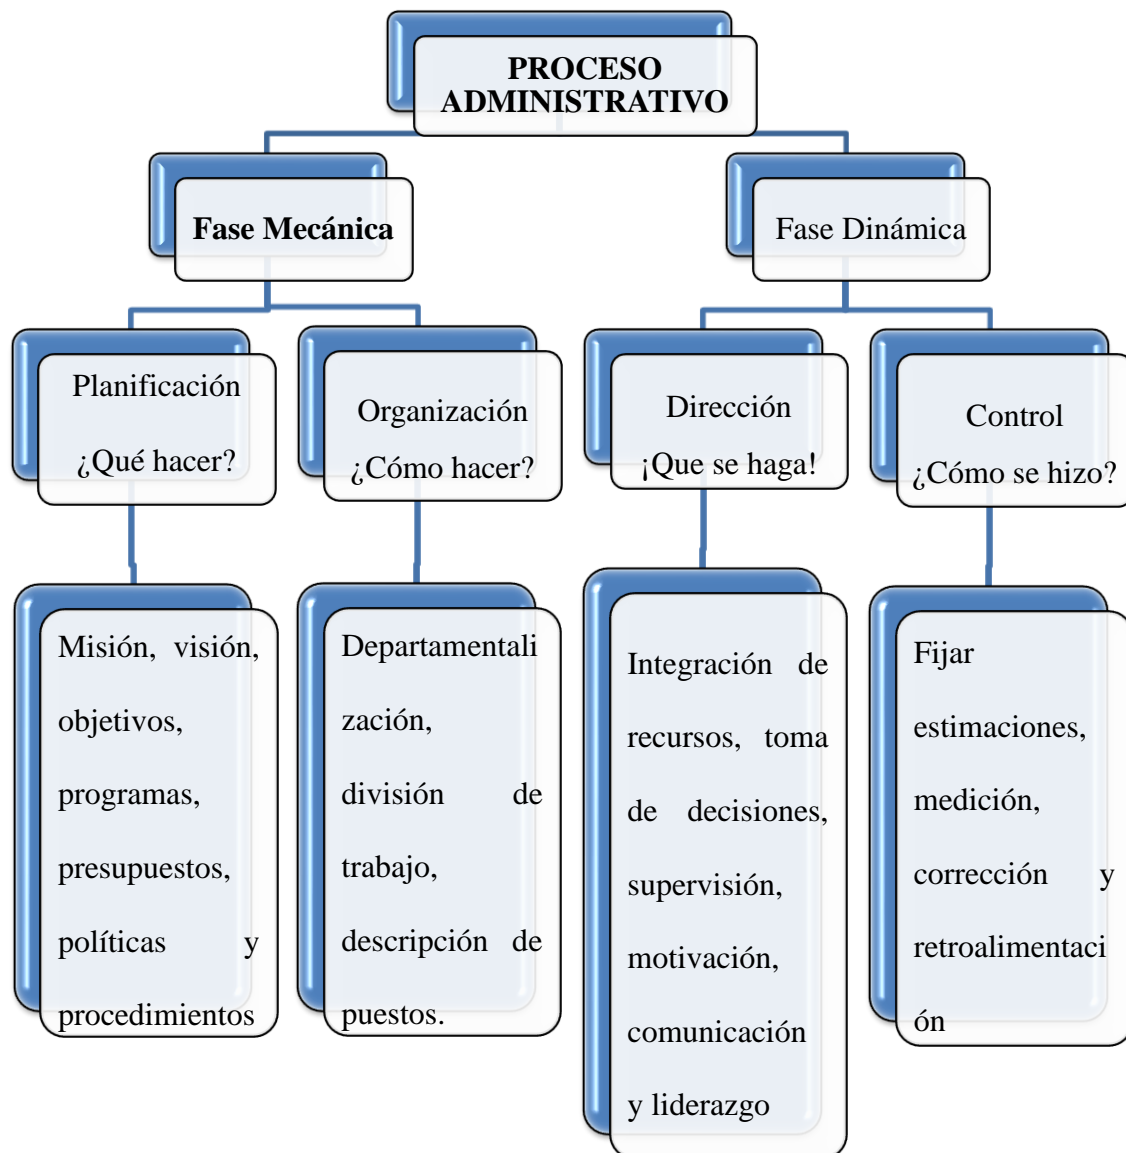 PROCESO
ADMINISTRATIVO
Fase Mecánica
Fase Dinámica
Planificación
¿Qué hacer?
Organización
¿Cómo hacer?
Dirección
¡Que se haga!
Control
¿Cómo se hizo?
Misión, visión,
objetivos,
programas,
presupuestos,
políticas y
procedimientos
Departamentali
zación,
división de
trabajo,
descripción de
puestos.
Integración de
recursos, toma
de decisiones,
supervisión,
motivación,
comunicación
y liderazgo
Fijar
estimaciones,
medición,
corrección y
retroalimentaci
ón